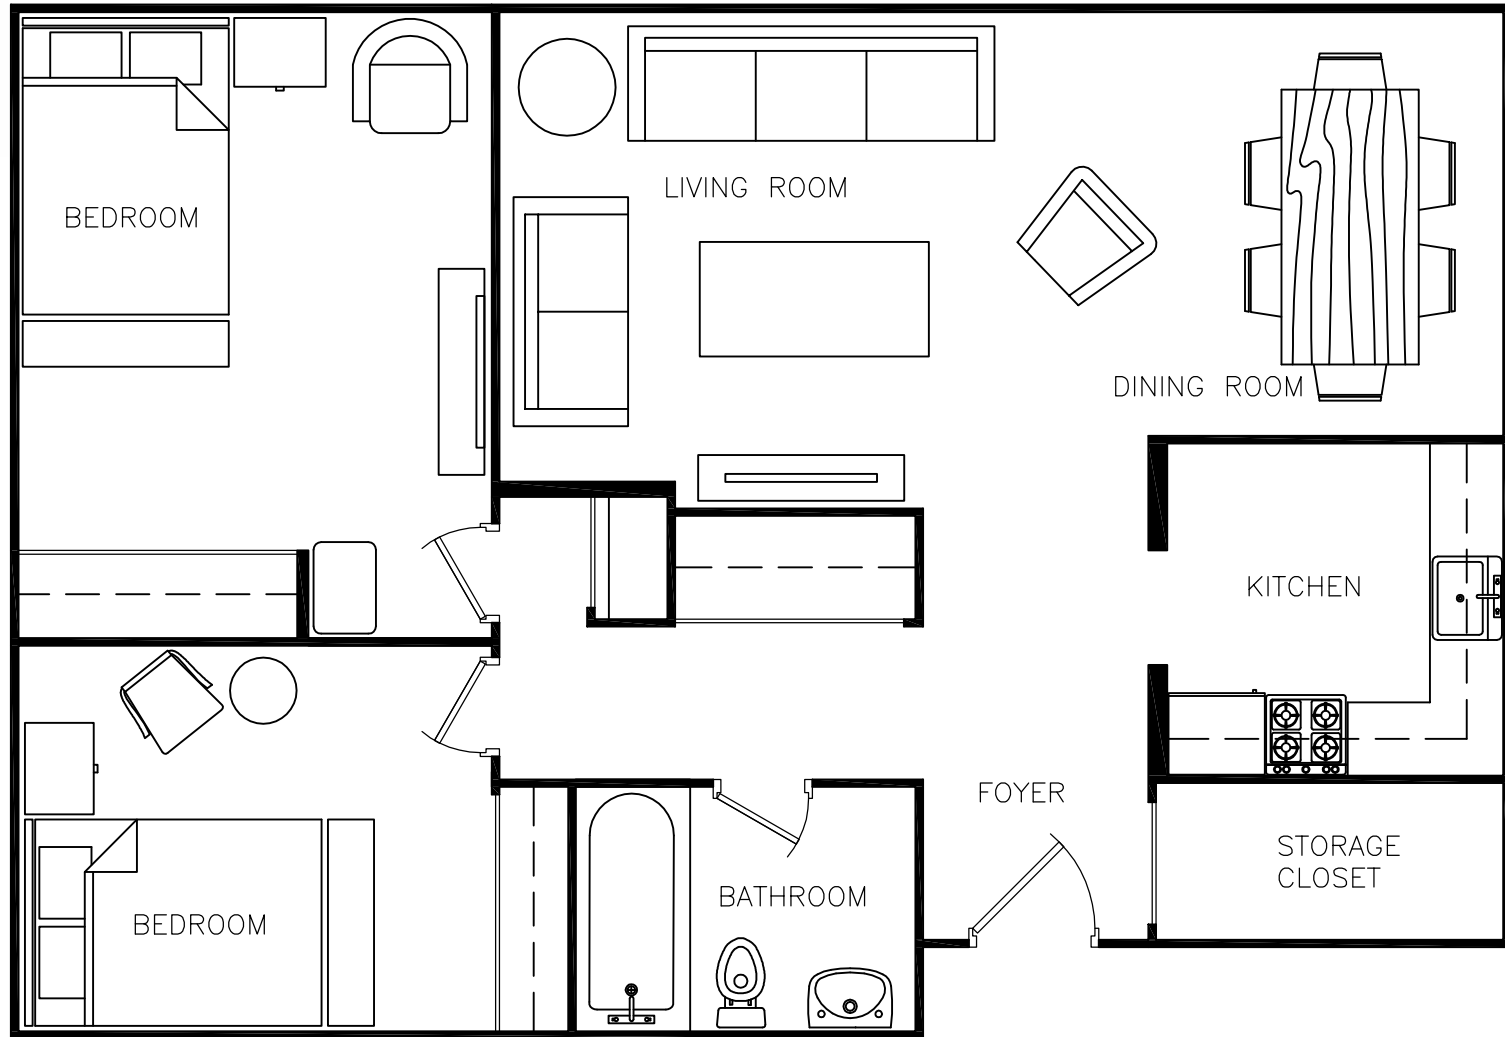 LIVING ROOM
BEDROOM
DINING ROOM
KITCHEN
FOYER
STORAGE
CLOSET
BATHROOM
BEDROOM